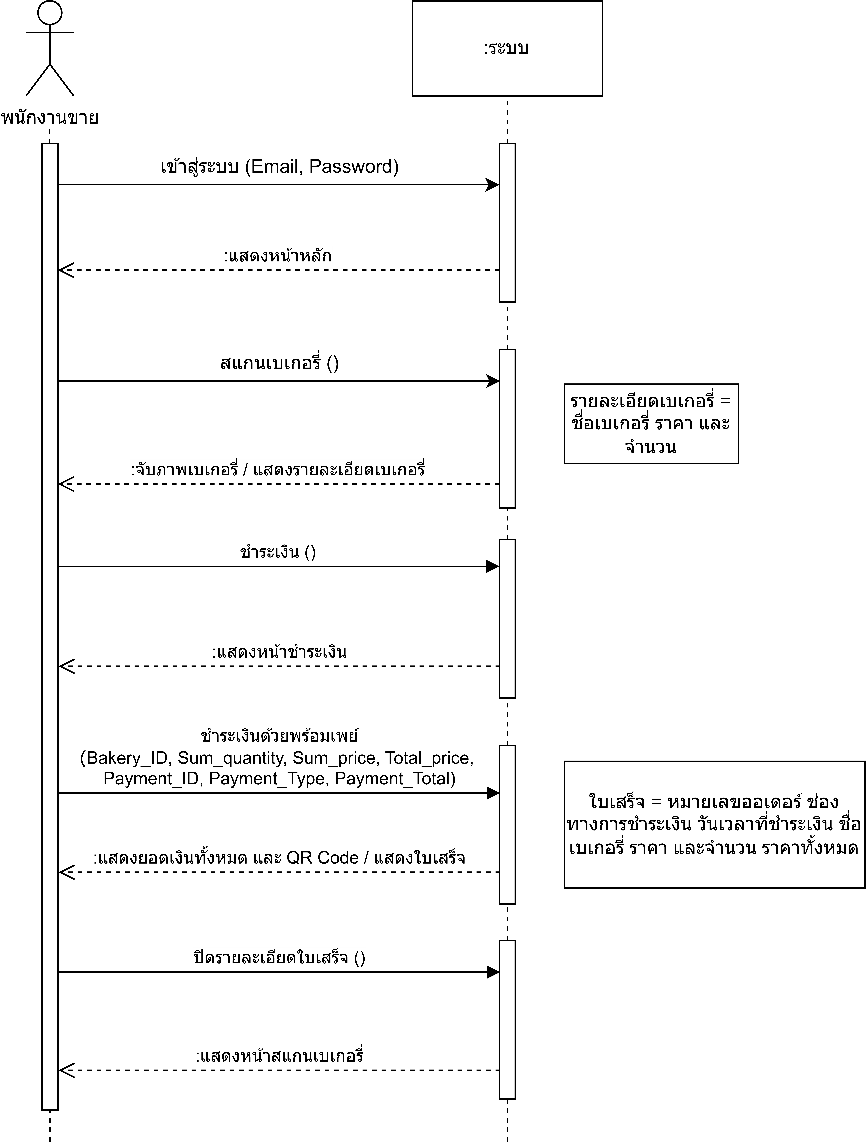 :ระบบ
พนักงานขาย
เข้าสู่ระบบ (Email, Password)
:แสดงหน้าหลัก
สแกนเบเกอรี่ ()
รายละเอียดเบเกอรี่ =
ชื่อเบเกอรี่ ราคา และ
จำนวน
:จับภาพเบเกอรี่ / แสดงรายละเอียดเบเกอรี่
ชำระเงิน ()
:แสดงหน้าชำระเงิน
ชำระเงินด้วยพร้อมเพย์
(Bakery_ID, Sum_quantity, Sum_price, Total_price,
Payment_ID, Payment_Type, Payment_Total)
ใบเสร็จ = หมายเลขออเดอร์ ช่อง
ทางการชำระเงิน วันเวลาที่ชำระเงิน ชื่อ
เบเกอรี่ ราคา และจำนวน ราคาทั้งหมด
:แสดงยอดเงินทั้งหมด และ QR Code / แสดงใบเสร็จ
ปิดรายละเอียดใบเสร็จ ()
:แสดงหน้าสแกนเบเกอรี่